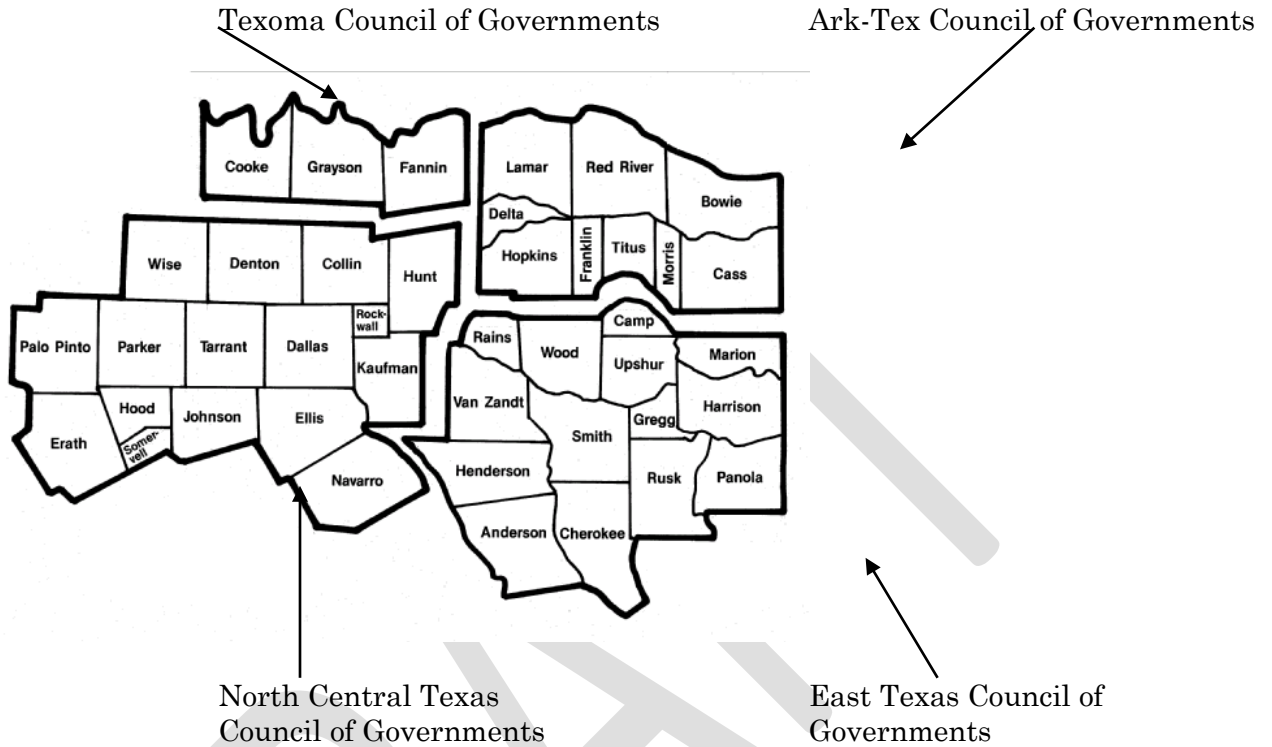 Texoma Council of Governments
Ark-Tex Council of Governments
Cooke
Grayson
Fannin
Lamar
Red River
Bowie
Delta
Hopkins
Franklin
Titus
Morris
Cass
Wise
Denton
Collin
Hunt
Palo Pinto
Parker
Tarrant
Dallas
Rock-
wall
Kaufman
Erath
Hood
Somer-
vell
Johnson
Ellis
Navarro
Rains
Wood
Camp
Upshur
Marion
Harrison
Van Zandt
Smith
Gregg
Henderson
Rusk
Panola
Anderson
Cherokee
North Central Texas
Council of Governments
East Texas Council of
Governments